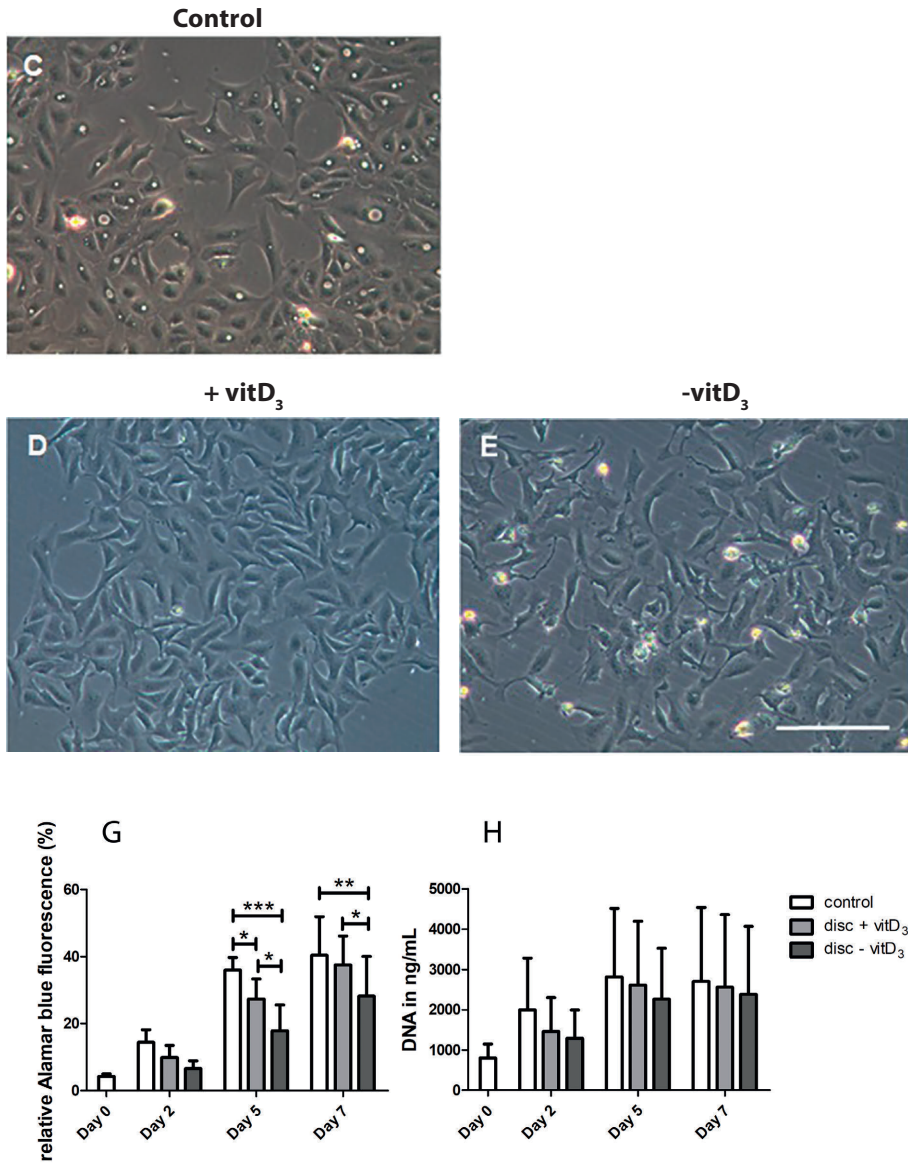 Control
C
+ vitD₃
-vitD₃
D
E
G
relative Alamar blue fluorescence (%)
60
40
20
0
***
*
*
**
*
Day 0
Day 2
Day 5
Day 7
H
DNA in ng/mL
5000
4000
3000
2000
1000
0
Day 0
Day 2
Day 5
Day 7
control
disc + vitD₃
disc - vitD₃